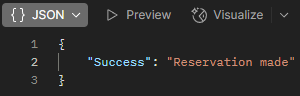 {} JSON Preview Visualize
1 {
2 "Success": "Reservation made"
3 }